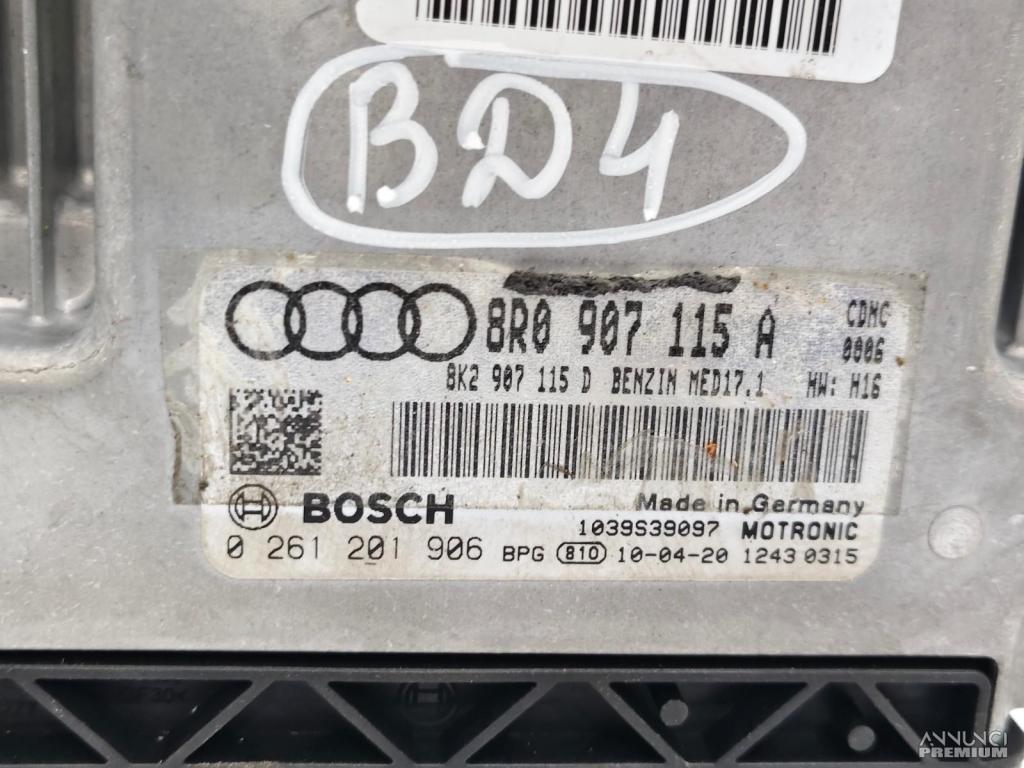 BD4
8R0 907 115 A CDMC
0006
8K2 907 115 D BENZIN MED17.1 HW: H16
BOSCH Made in Germany
1039S39097 MOTRONIC
0 261 201 906 BPG 810 10-04-20 1243 0315
ANNUNCI
PREMIUM